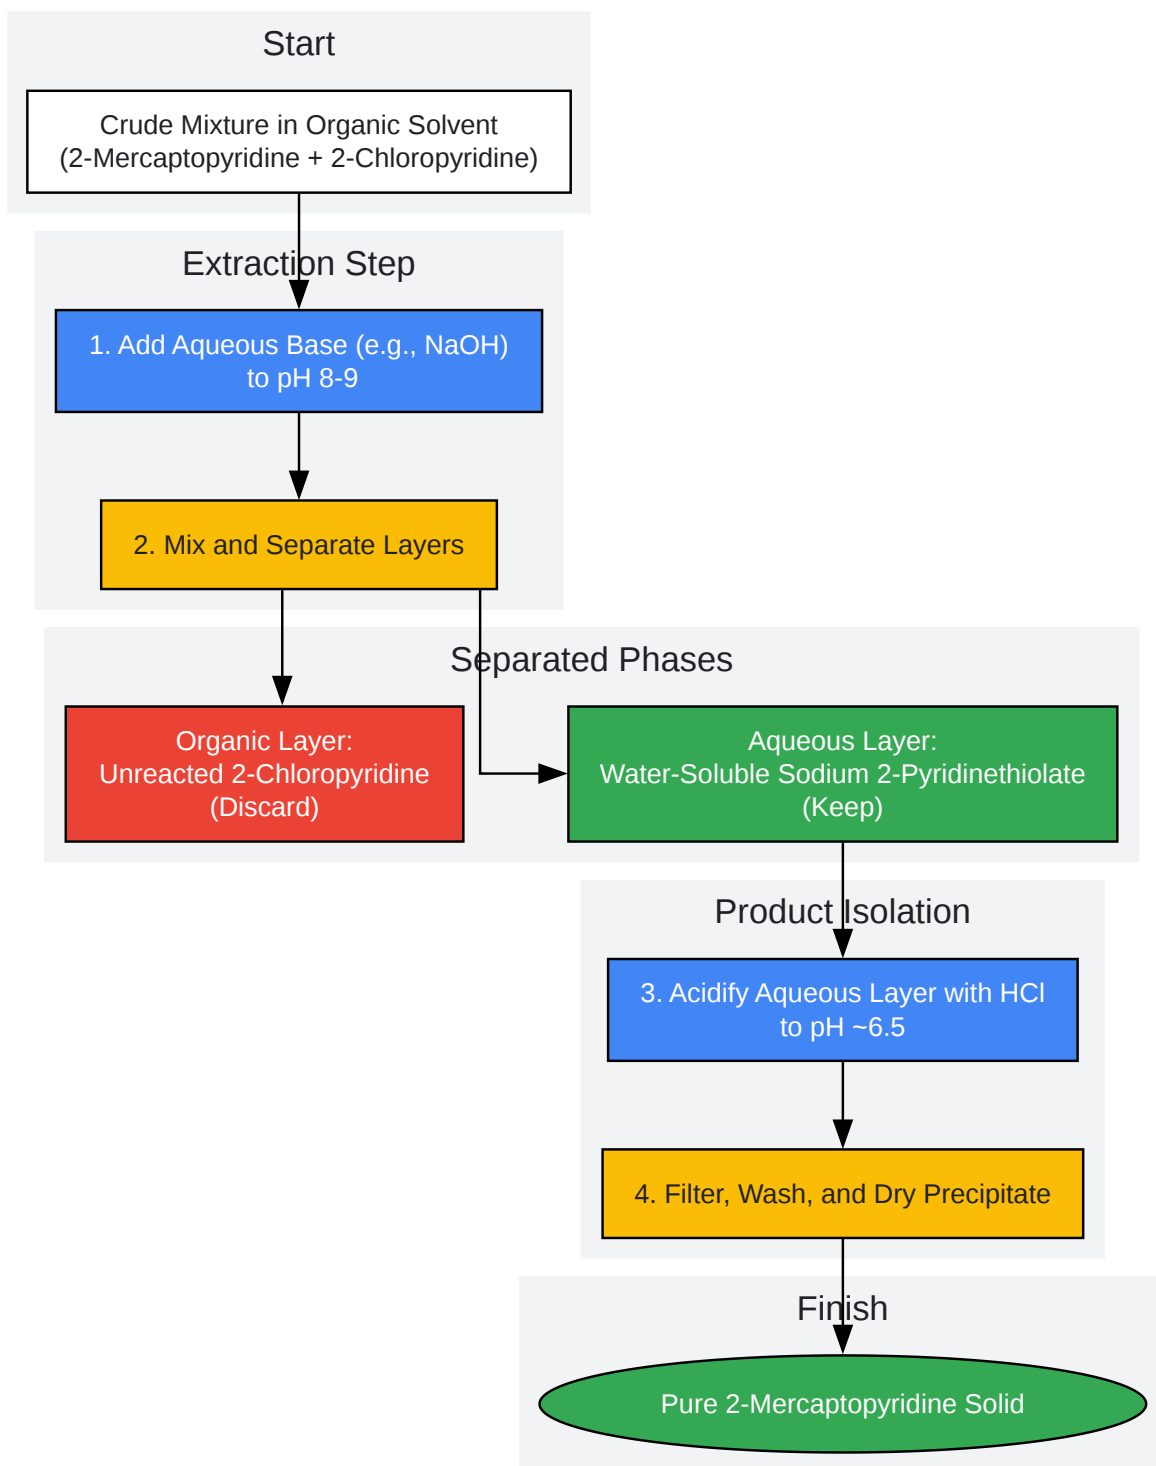 Start
Crude Mixture in Organic Solvent
(2-Mercaptopyridine + 2-Chloropyridine)
Extraction Step
1. Add Aqueous Base (e.g., NaOH)
to pH 8-9
2. Mix and Separate Layers
Separated Phases
Organic Layer:
Unreacted 2-Chloropyridine
(Discard)
Aqueous Layer:
Water-Soluble Sodium 2-Pyridinethiolate
(Keep)
Product Isolation
3. Acidify Aqueous Layer with HCl
to pH ~6.5
4. Filter, Wash, and Dry Precipitate
Finish
Pure 2-Mercaptopyridine Solid